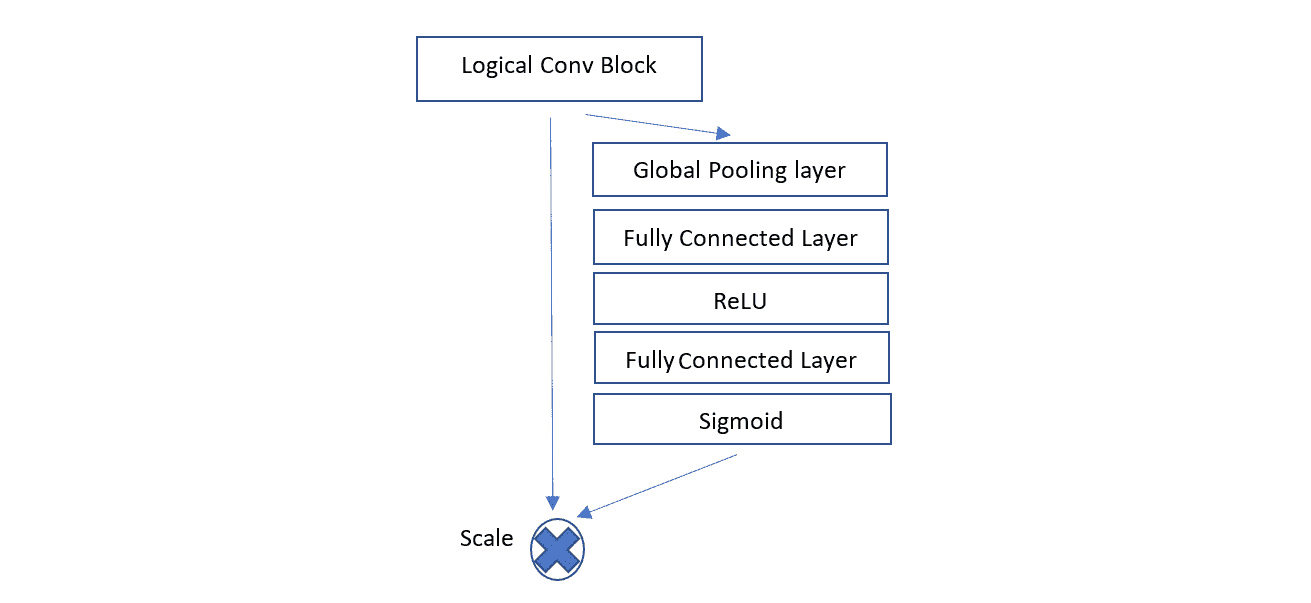 Logical Conv Block
Global Pooling layer
Fully Connected Layer
ReLU
Fully Connected Layer
Sigmoid
Scale